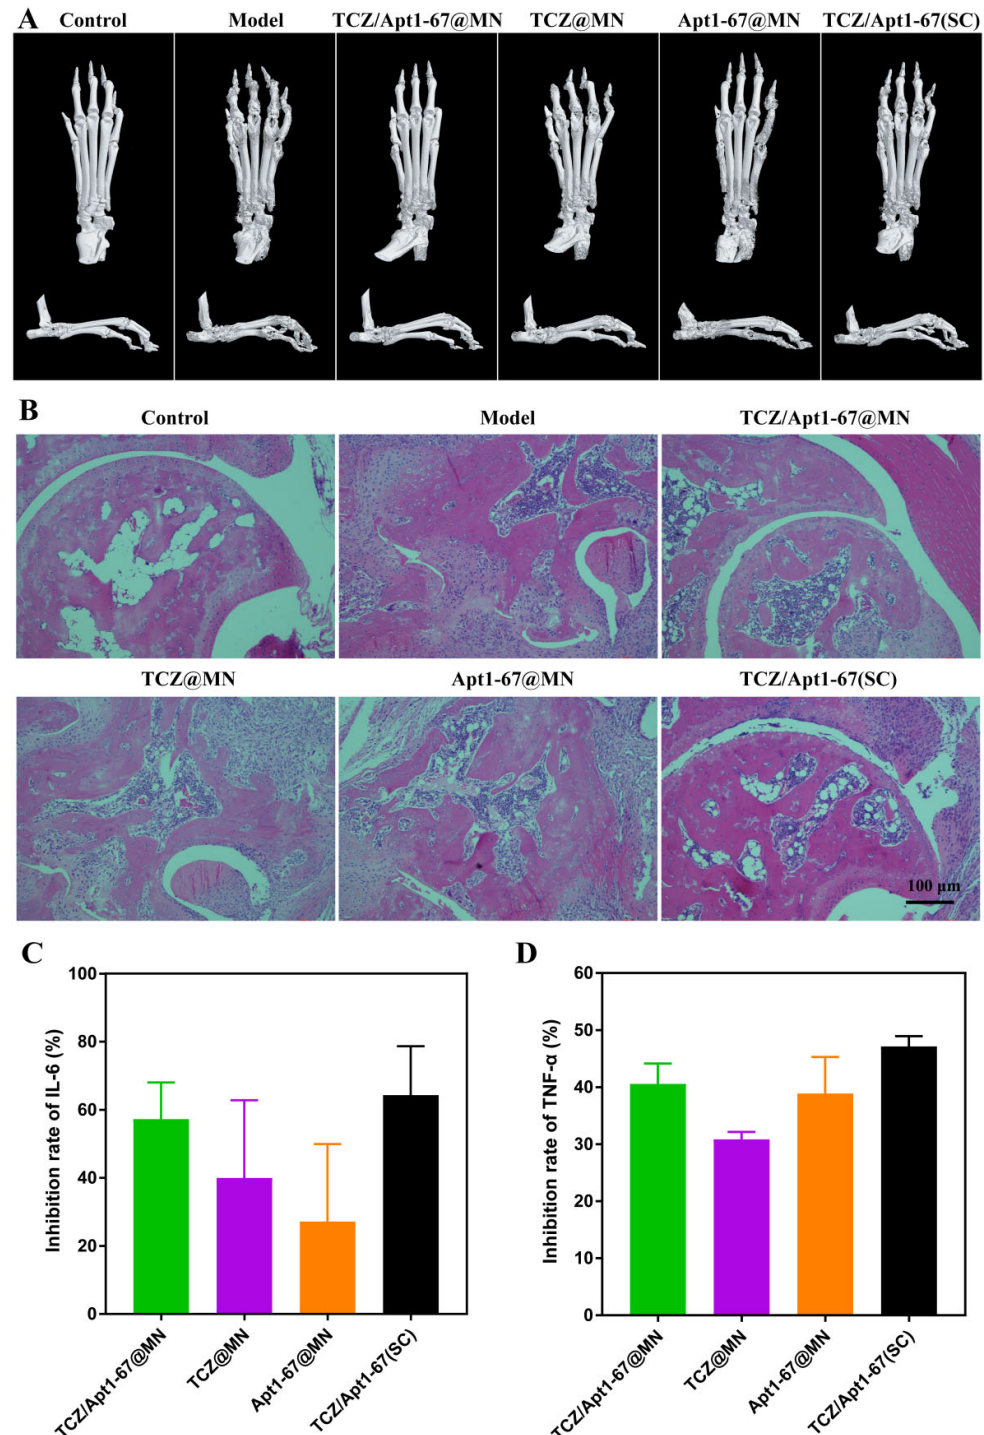 A
Control Model TCZ/Apt1-67@MN TCZ@MN Apt1-67@MN TCZ/Apt1-67(SC)
B
Control Model TCZ/Apt1-67@MN
TCZ@MN Apt1-67@MN TCZ/Apt1-67(SC)
100 μm
C
Inhibition rate of IL-6 (%)
100
80
60
40
20
0
TCZ/Apt1-67@MN
TCZ@MN
Apt1-67@MN
TCZ/Apt1-67(SC)
D
Inhibition rate of TNF-α (%)
60
50
40
30
20
10
0
TCZ/Apt1-67@MN
TCZ@MN
Apt1-67@MN
TCZ/Apt1-67(SC)